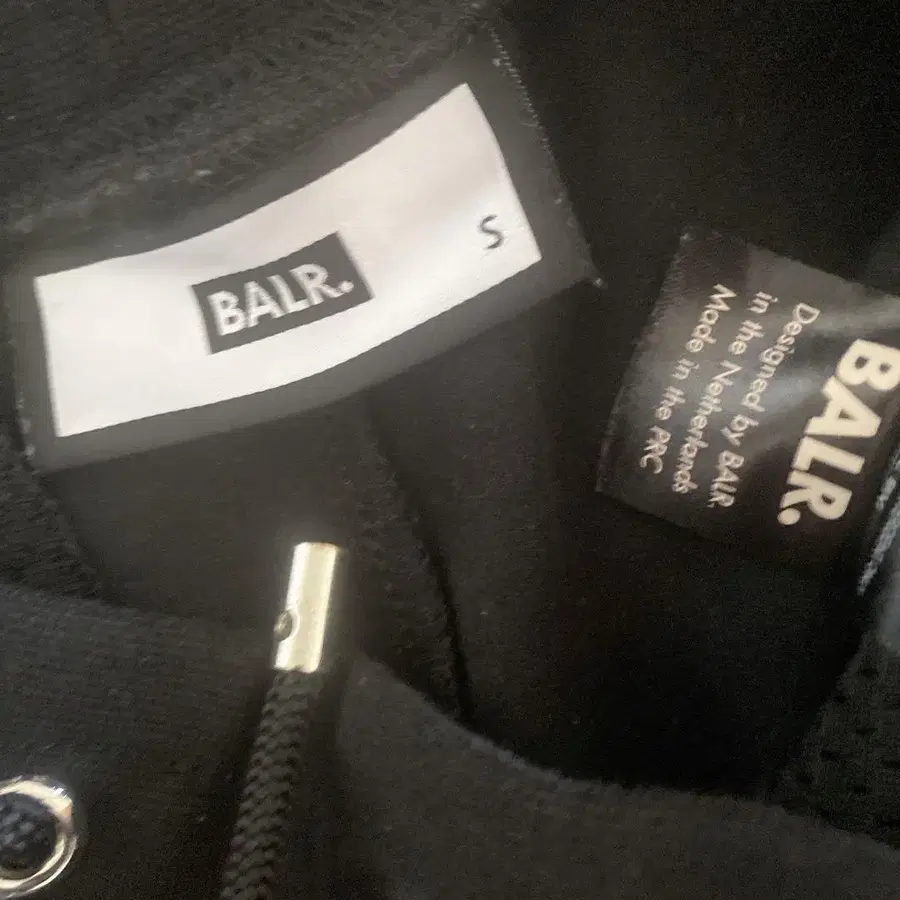 BALR.
S
BALR.
Designed by BALR.
in the Netherlands
Made in the PRC